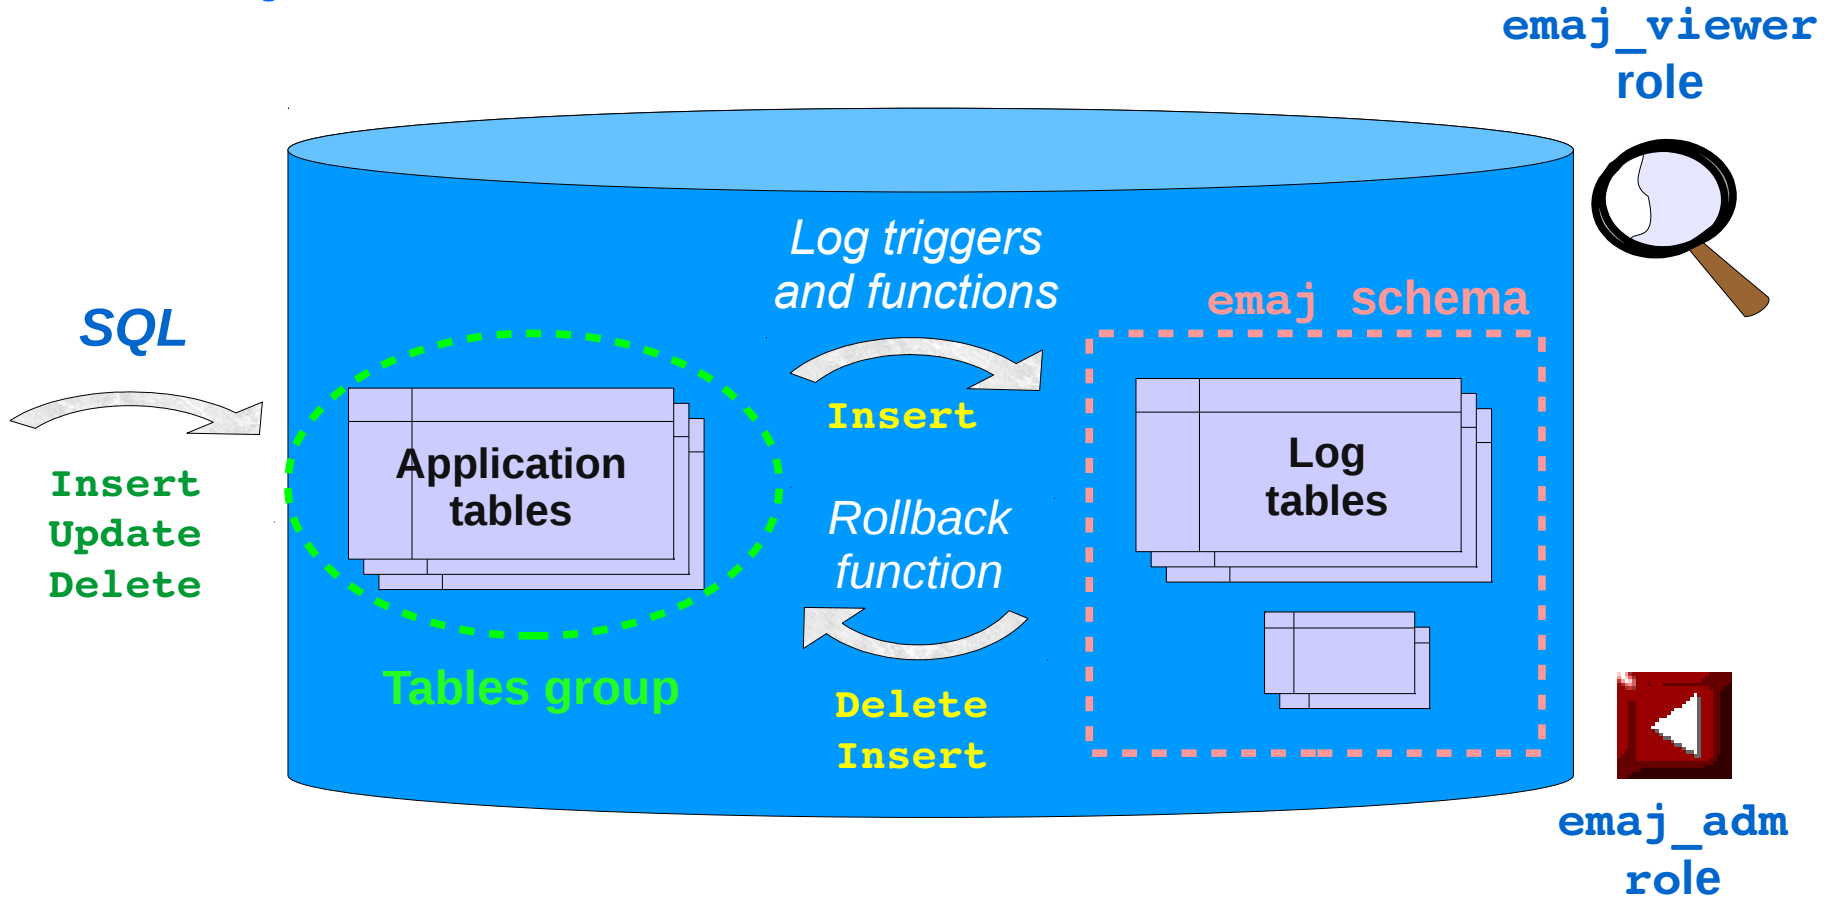 emaj_viewer
role
Log triggers
and functions
emaj schema
SQL
Insert
Application
tables
Log
tables
Insert
Update
Delete
Rollback
function
Tables group
Delete
Insert
emaj_adm
role